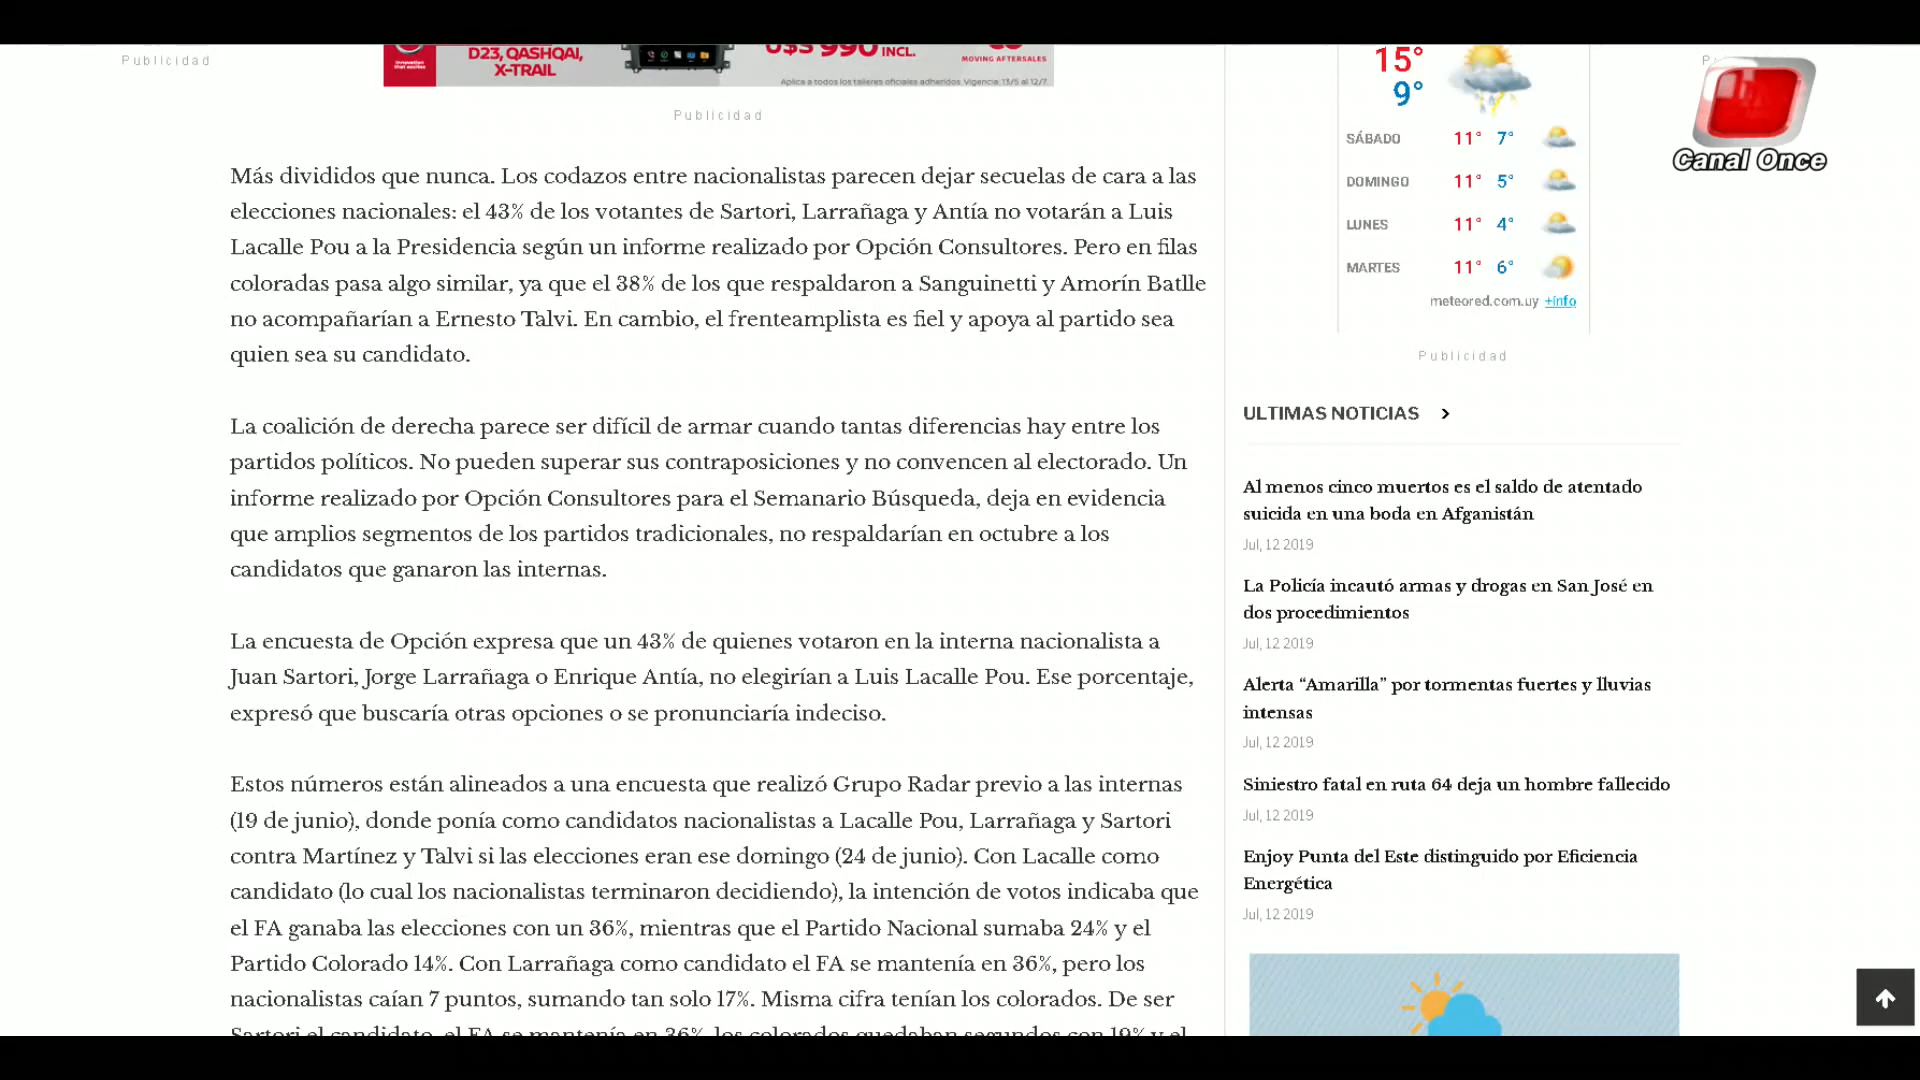 Publicidad
D23, QASHQAI,
X-TRAIL
U$S 990 INCL.
MOVING AFTERSALES
Aplica a todos los talleres oficiales adheridos. Vigencia: 13/5 al 12/7.
Publicidad
Más divididos que nunca. Los codazos entre nacionalistas parecen dejar secuelas de cara a las
elecciones nacionales: el 43% de los votantes de Sartori, Larrañaga y Antía no votarán a Luis
Lacalle Pou a la Presidencia según un informe realizado por Opción Consultores. Pero en filas
coloradas pasa algo similar, ya que el 38% de los que respaldaron a Sanguinetti y Amorín Batlle
no acompañarían a Ernesto Talvi. En cambio, el frenteamplista es fiel y apoya al partido sea
quien sea su candidato.
La coalición de derecha parece ser difícil de armar cuando tantas diferencias hay entre los
partidos políticos. No pueden superar sus contraposiciones y no convencen al electorado. Un
informe realizado por Opción Consultores para el Semanario Búsqueda, deja en evidencia
que amplios segmentos de los partidos tradicionales, no respaldarían en octubre a los
candidatos que ganaron las internas.
La encuesta de Opción expresa que un 43% de quienes votaron en la interna nacionalista a
Juan Sartori, Jorge Larrañaga o Enrique Antía, no elegirían a Luis Lacalle Pou. Ese porcentaje,
expresó que buscaría otras opciones o se pronunciaría indeciso.
Estos números están alineados a una encuesta que realizó Grupo Radar previo a las internas
(19 de junio), donde ponía como candidatos nacionalistas a Lacalle Pou, Larrañaga y Sartori
contra Martínez y Talvi si las elecciones eran ese domingo (24 de junio). Con Lacalle como
candidato (lo cual los nacionalistas terminaron decidiendo), la intención de votos indicaba que
el FA ganaba las elecciones con un 36%, mientras que el Partido Nacional sumaba 24% y el
Partido Colorado 14%. Con Larrañaga como candidato el FA se mantenía en 36%, pero los
nacionalistas caían 7 puntos, sumando tan solo 17%. Misma cifra tenían los colorados. De ser
Sartori el candidato, el FA se mantenía en 36%, los colorados quedaban segundos con 19% y el
15°
9°
SÁBADO 11° 7°
DOMINGO 11° 5°
LUNES 11° 4°
MARTES 11° 6°
meteored.com.uy +info
Publicidad
ULTIMAS NOTICIAS
Al menos cinco muertos es el saldo de atentado
suicida en una boda en Afganistán
Jul, 12 2019
La Policía incautó armas y drogas en San José en
dos procedimientos
Jul, 12 2019
Alerta “Amarilla” por tormentas fuertes y lluvias
intensas
Jul, 12 2019
Siniestro fatal en ruta 64 deja un hombre fallecido
Jul, 12 2019
Enjoy Punta del Este distinguido por Eficiencia
Energética
Jul, 12 2019
Canal Once